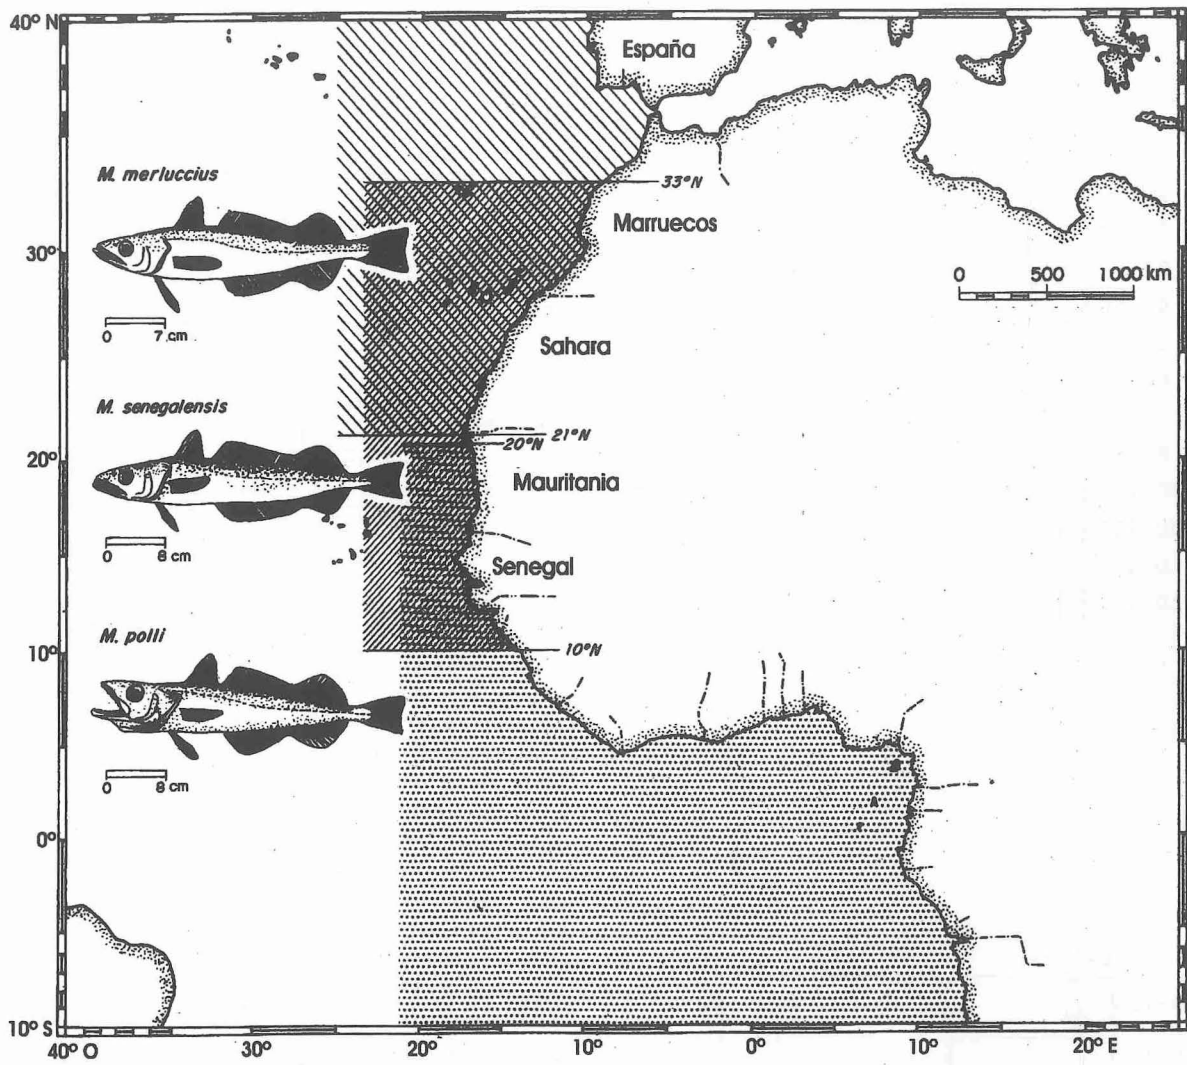 40° N
España
M. merluccius
33°N
Marruecos
30°
0 500 1000 km
0 7 cm
Sahara
M. senegalensis
21°N
20°N
20°
Mauritania
0 8 cm
Senegal
M. polli
10°N
10°
0 8 cm
0°
10° S
40° O 30° 20° 10° 0° 10° 20° E